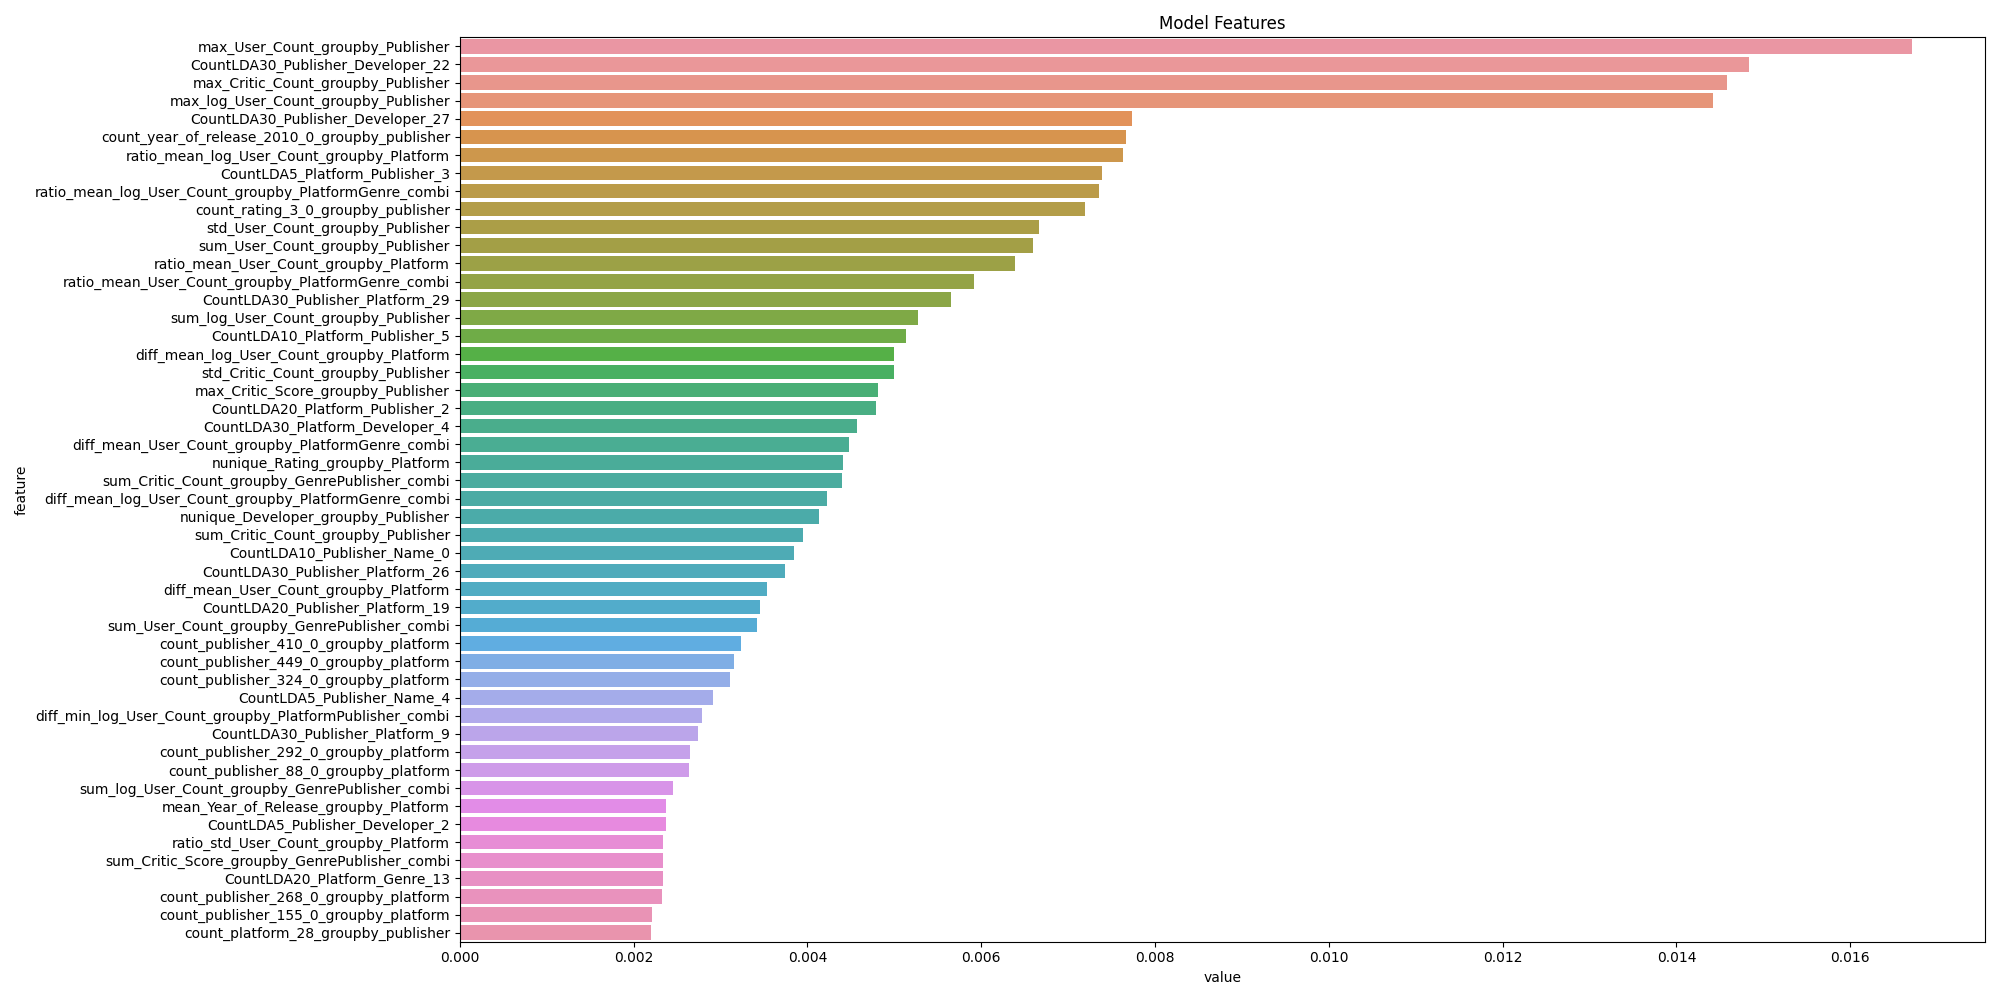 Model Features
max_User_Count_groupby_Publisher
CountLDA30_Publisher_Developer_22
max_Critic_Count_groupby_Publisher
max_log_User_Count_groupby_Publisher
CountLDA30_Publisher_Developer_27
count_year_of_release_2010_0_groupby_publisher
ratio_mean_log_User_Count_groupby_Platform
CountLDA5_Platform_Publisher_3
ratio_mean_log_User_Count_groupby_PlatformGenre_combi
count_rating_3_0_groupby_publisher
std_User_Count_groupby_Publisher
sum_User_Count_groupby_Publisher
ratio_mean_User_Count_groupby_Platform
ratio_mean_User_Count_groupby_PlatformGenre_combi
CountLDA30_Publisher_Platform_29
sum_log_User_Count_groupby_Publisher
CountLDA10_Platform_Publisher_5
diff_mean_log_User_Count_groupby_Platform
std_Critic_Count_groupby_Publisher
max_Critic_Score_groupby_Publisher
CountLDA20_Platform_Publisher_2
CountLDA30_Platform_Developer_4
diff_mean_User_Count_groupby_PlatformGenre_combi
nunique_Rating_groupby_Platform
sum_Critic_Count_groupby_GenrePublisher_combi
diff_mean_log_User_Count_groupby_PlatformGenre_combi
nunique_Developer_groupby_Publisher
sum_Critic_Count_groupby_Publisher
CountLDA10_Publisher_Name_0
CountLDA30_Publisher_Platform_26
diff_mean_User_Count_groupby_Platform
CountLDA20_Publisher_Platform_19
sum_User_Count_groupby_GenrePublisher_combi
count_publisher_410_0_groupby_platform
count_publisher_449_0_groupby_platform
count_publisher_324_0_groupby_platform
CountLDA5_Publisher_Name_4
diff_min_log_User_Count_groupby_PlatformPublisher_combi
CountLDA30_Publisher_Platform_9
count_publisher_292_0_groupby_platform
count_publisher_88_0_groupby_platform
sum_log_User_Count_groupby_GenrePublisher_combi
mean_Year_of_Release_groupby_Platform
CountLDA5_Publisher_Developer_2
ratio_std_User_Count_groupby_Platform
sum_Critic_Score_groupby_GenrePublisher_combi
CountLDA20_Platform_Genre_13
count_publisher_268_0_groupby_platform
count_publisher_155_0_groupby_platform
count_platform_28_groupby_publisher
feature
0.000 0.002 0.004 0.006 0.008 0.010 0.012 0.014 0.016
value